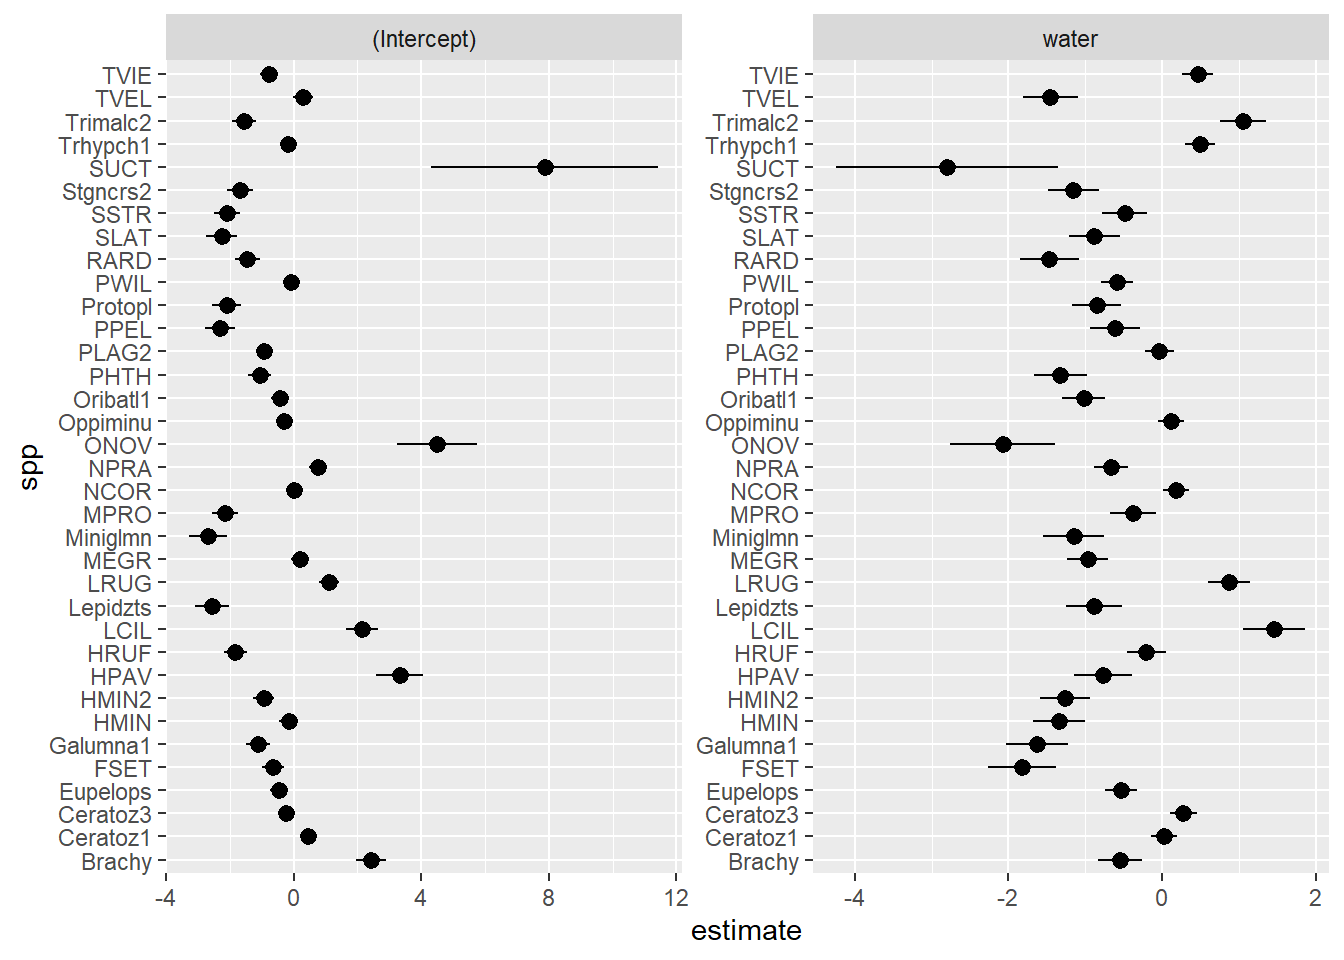 (Intercept)
water
spp
TVIE
TVEL
Trimalc2
Trhypch1
SUCT
Stgncrs2
SSTR
SLAT
RARD
PWIL
Protopl
PPEL
PLAG2
PHTH
Oribatl1
Oppiminu
ONOV
NPRA
NCOR
MPRO
Miniglmn
MEGR
LRUG
Lepidzts
LCIL
HRUF
HPAV
HMIN2
HMIN
Galumna1
FSET
Eupelops
Ceratoz3
Ceratoz1
Brachy
-4 0 4 8 12
TVIE
TVEL
Trimalc2
Trhypch1
SUCT
Stgncrs2
SSTR
SLAT
RARD
PWIL
Protopl
PPEL
PLAG2
PHTH
Oribatl1
Oppiminu
ONOV
NPRA
NCOR
MPRO
Miniglmn
MEGR
LRUG
Lepidzts
LCIL
HRUF
HPAV
HMIN2
HMIN
Galumna1
FSET
Eupelops
Ceratoz3
Ceratoz1
Brachy
-4 -2 0 2
estimate